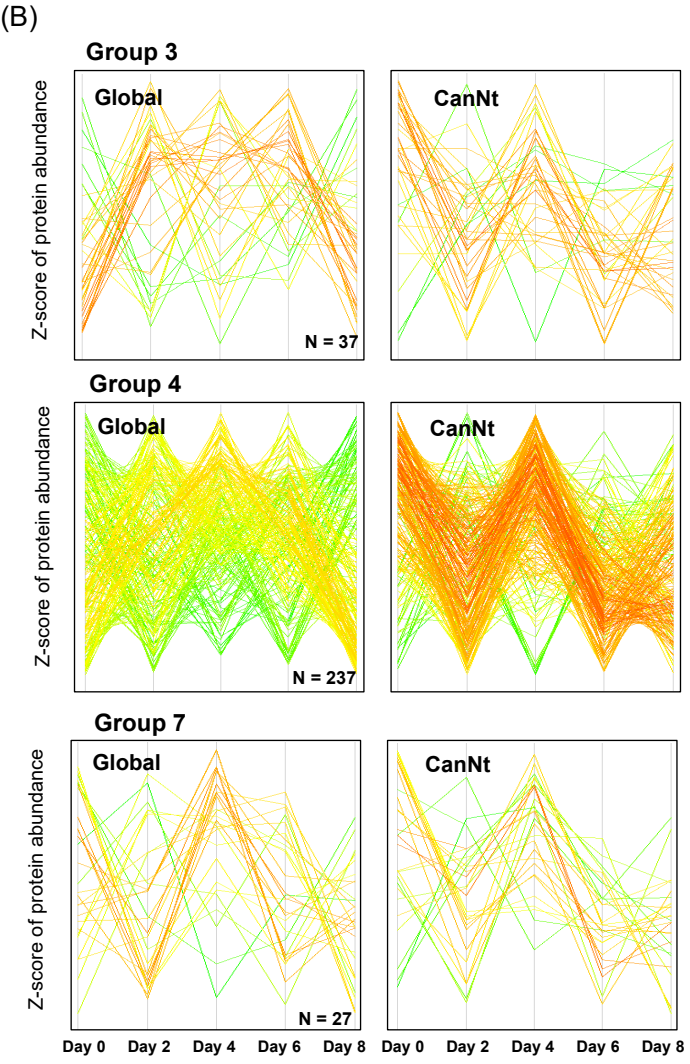 (B)
Group 3
Global
CanNt
Z-score of protein abundance
N = 37
Group 4
Global
CanNt
Z-score of protein abundance
N = 237
Group 7
Global
CanNt
Z-score of protein abundance
N = 27
Day 0 Day 2 Day 4 Day 6 Day 8 Day 0 Day 2 Day 4 Day 6 Day 8